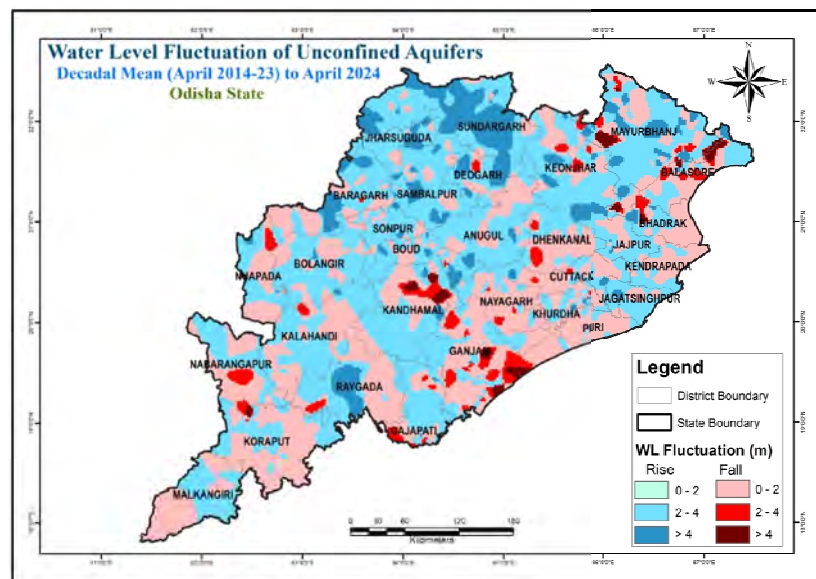 Water Level Fluctuation of Unconfined Aquifers
Decadal Mean (April 2014-23) to April 2024
Odisha State
N
W E
S
SUNDARGARH
JHARSUGUDA
MAYURBHANJ
DEOGARH
KEONJHAR
BALASORE
BARAGARH
SAMBALPUR
BHADRAK
SONPUR
ANUGUL
DHENKANAL
JAJPUR
BOUD
BOLANGIR
KENDRAPADA
NUAPADA
CUTTACK
JAGATSINGHPUR
NAYAGARH
KANDHAMAL
KHURDHA
PURI
KALAHANDI
GANJAM
NABARANGAPUR
RAYGADA
GAJAPATI
KORAPUT
MALKANGIRI
60 120 180
Kilometers
Legend
District Boundary
State Boundary
WL Fluctuation (m)
Rise Fall
0 - 2 0 - 2
2 - 4 2 - 4
> 4 > 4